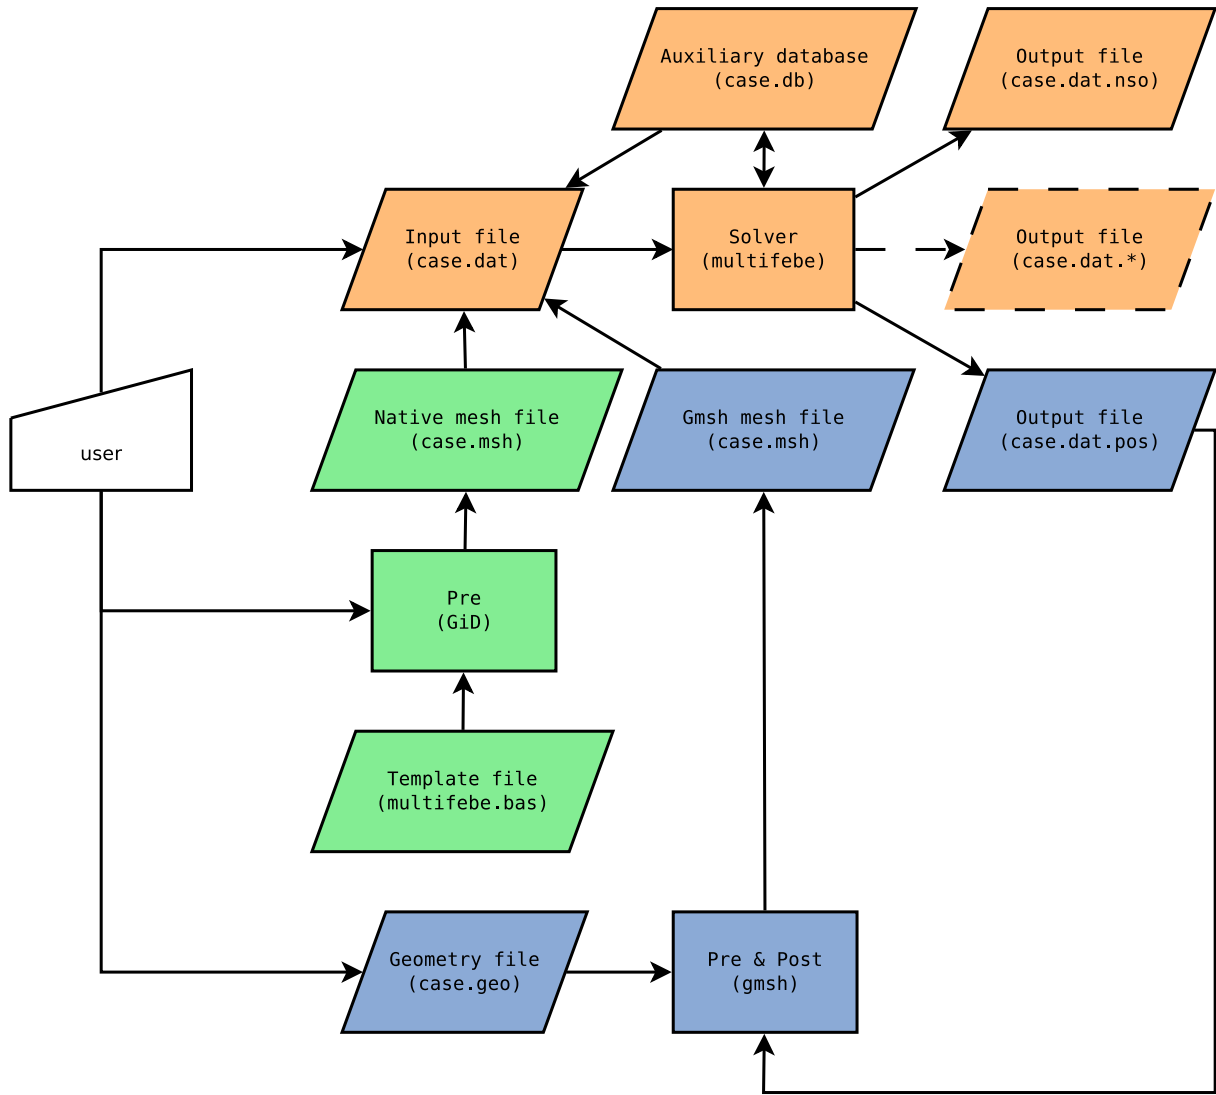 Auxiliary database
(case.db)
Output file
(case.dat.nso)
Input file
(case.dat)
Solver
(multifebe)
Output file
(case.dat.*)
user
Native mesh file
(case.msh)
Gmsh mesh file
(case.msh)
Output file
(case.dat.pos)
Pre
(GiD)
Template file
(multifebe.bas)
Geometry file
(case.geo)
Pre & Post
(gmsh)